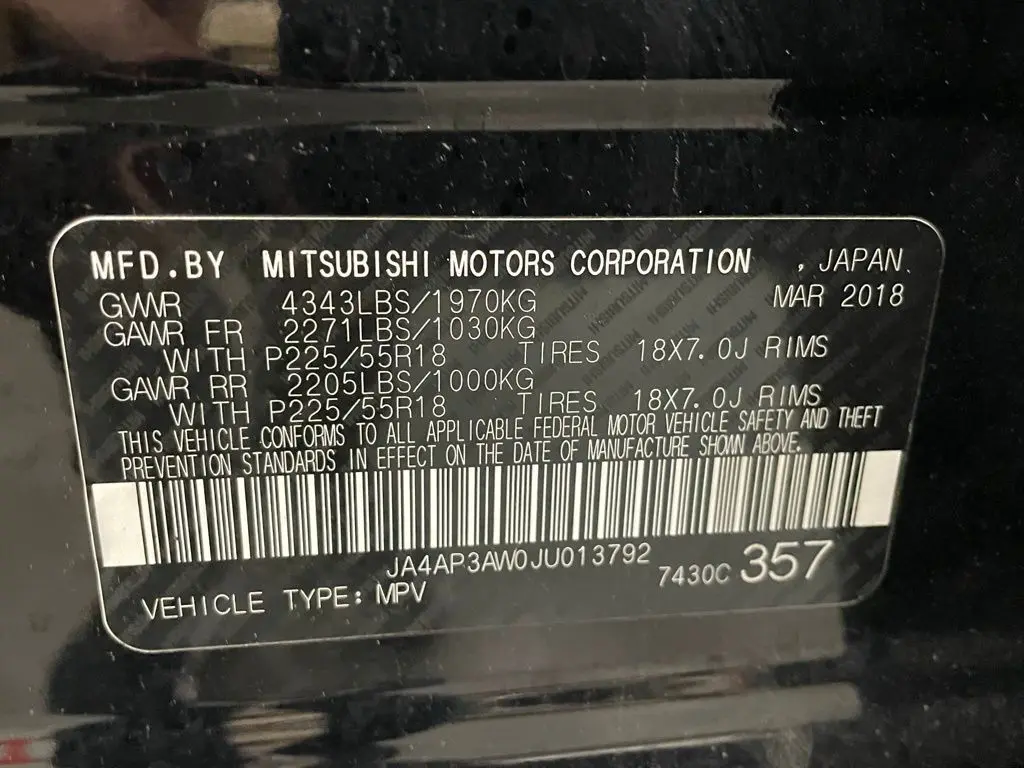 MFD.BY MITSUBISHI MOTORS CORPORATION , JAPAN
GVWR 4343LBS/1970KG MAR 2018
GAWR FR 2271LBS/1030KG
WITH P225/55R18 TIRES 18X7.0J RIMS
GAWR RR 2205LBS/1000KG
WITH P225/55R18 TIRES 18X7.0J RIMS
THIS VEHICLE CONFORMS TO ALL APPLICABLE FEDERAL MOTOR VEHICLE SAFETY AND THEFT
PREVENTION STANDARDS IN EFFECT ON THE DATE OF MANUFACTURE SHOWN ABOVE.
JA4AP3AW0JU013792
7430C 357
VEHICLE TYPE: MPV